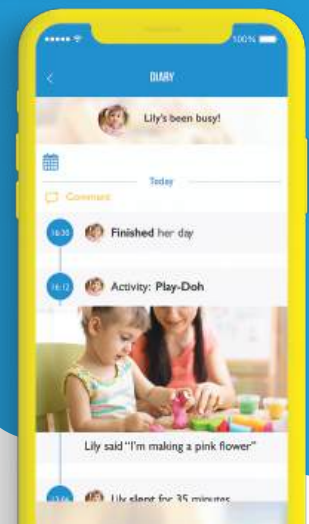 100%
DIARY
Lily's been busy!
Today
Comment
16:30 Finished her day
16:12 Activity: Play-Doh
Lily said "I'm making a pink flower"
Lily slept for 35 minutes